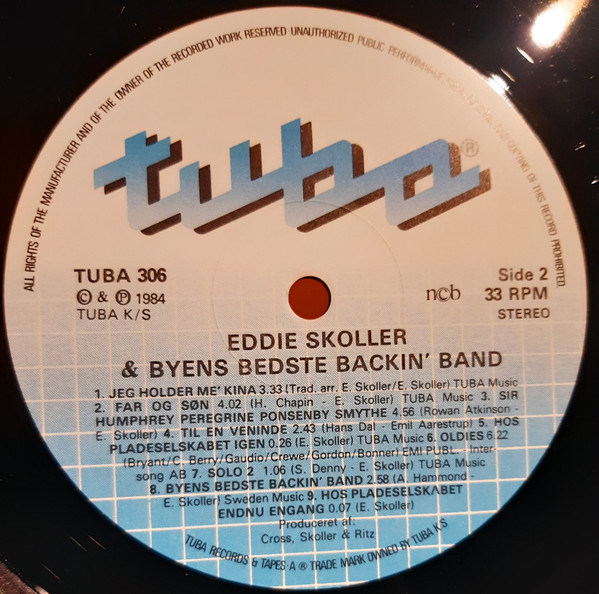 ALL RIGHTS OF THE MANUFACTURER AND OF THE OWNER OF THE RECORDED WORK RESERVED UNAUTHORIZED PUBLIC PERFORMANCE COPYING OF THIS RECORD PROHIBITED.
tuba®
TUBA 306
© & ℗ 1984
TUBA K/S
ncb
Side 2
33 RPM
STEREO
EDDIE SKOLLER
& BYENS BEDSTE BACKIN' BAND
1. JEG HOLDER ME' KINA 3.33 (Trad. arr. E. Skoller/E. Skoller) TUBA Music
2. FAR OG SØN 4.02 (H. Chapin - E. Skoller) TUBA Music 3. SIR
HUMPHREY PEREGRINE PONSENBY SMYTHE 4.56 (Rowan Atkinson -
E. Skoller) 4. TIL EN VENINDE 2.43 (Hans Dal - Emil Aarestrup) 5. HOS
PLADESELSKABET IGEN 0.26 (E. Skoller) TUBA Music 6. OLDIES 6.22
(Bryant/C. Berry/Gaudio/Crewe/Gordon/Bonner) EMI PUBL. - Inter-
song AB 7. SOLO 2 1.06 (S. Denny - E. Skoller) TUBA Music
8. BYENS BEDSTE BACKIN' BAND 2.58 (A. Hammond -
E. Skoller) Sweden Music 9. HOS PLADESELSKABET
ENDNU ENGANG 0.07 (E. Skoller)
Produceret af:
Cross, Skoller & Ritz
TUBA RECORDS & TAPES · A ® TRADE MARK OWNED BY TUBA K/S